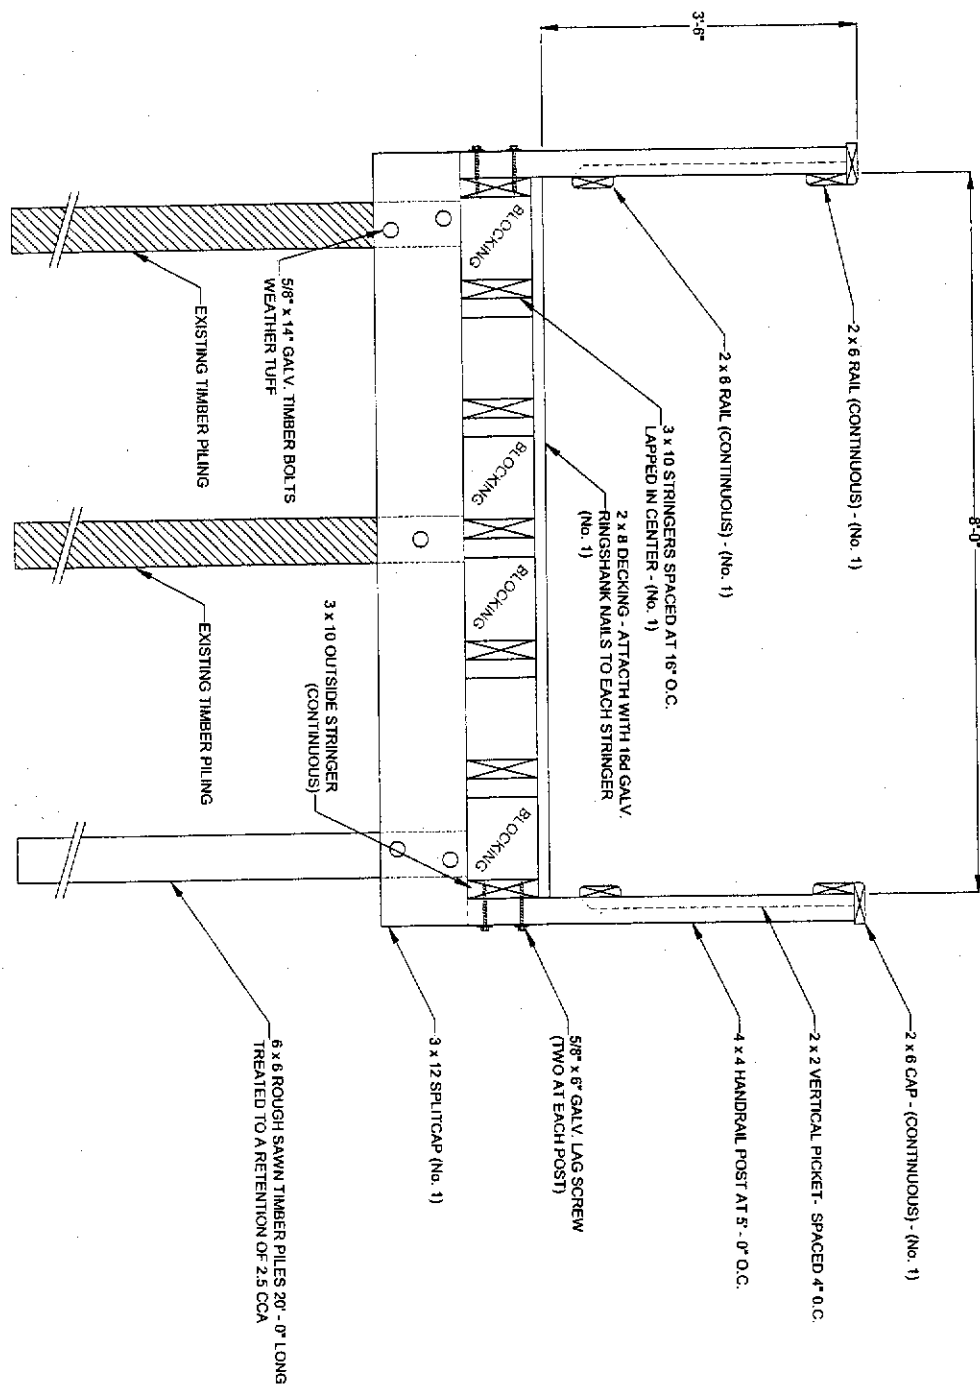 3'-6"
8'-0"
2 x 6 RAIL (CONTINUOUS) - (No. 1)
2 x 6 RAIL (CONTINUOUS) - (No. 1)
3 x 10 STRINGERS SPACED AT 16" O.C.
LAPPED IN CENTER - (No. 1)
2 x 8 DECKING - ATTACTH WITH 16d GALV.
RINGSHANK NAILS TO EACH STRINGER
(No. 1)
BLOCKING
BLOCKING
BLOCKING
BLOCKING
5/8" x 14" GALV. TIMBER BOLTS
WEATHER TUFF
EXISTING TIMBER PILING
EXISTING TIMBER PILING
3 x 10 OUTSIDE STRINGER
(CONTINUOUS)
2 x 6 CAP - (CONTINUOUS) - (No. 1)
2 x 2 VERTICAL PICKET - SPACED 4" O.C.
4 x 4 HANDRAIL POST AT 5' - 0" O.C.
5/8" x 6" GALV. LAG SCREW
(TWO AT EACH POST)
3 x 12 SPLITCAP (No. 1)
6 x 6 ROUGH SAWN TIMBER PILES 20' - 0" LONG
TREATED TO A RETENTION OF 2.5 CCA